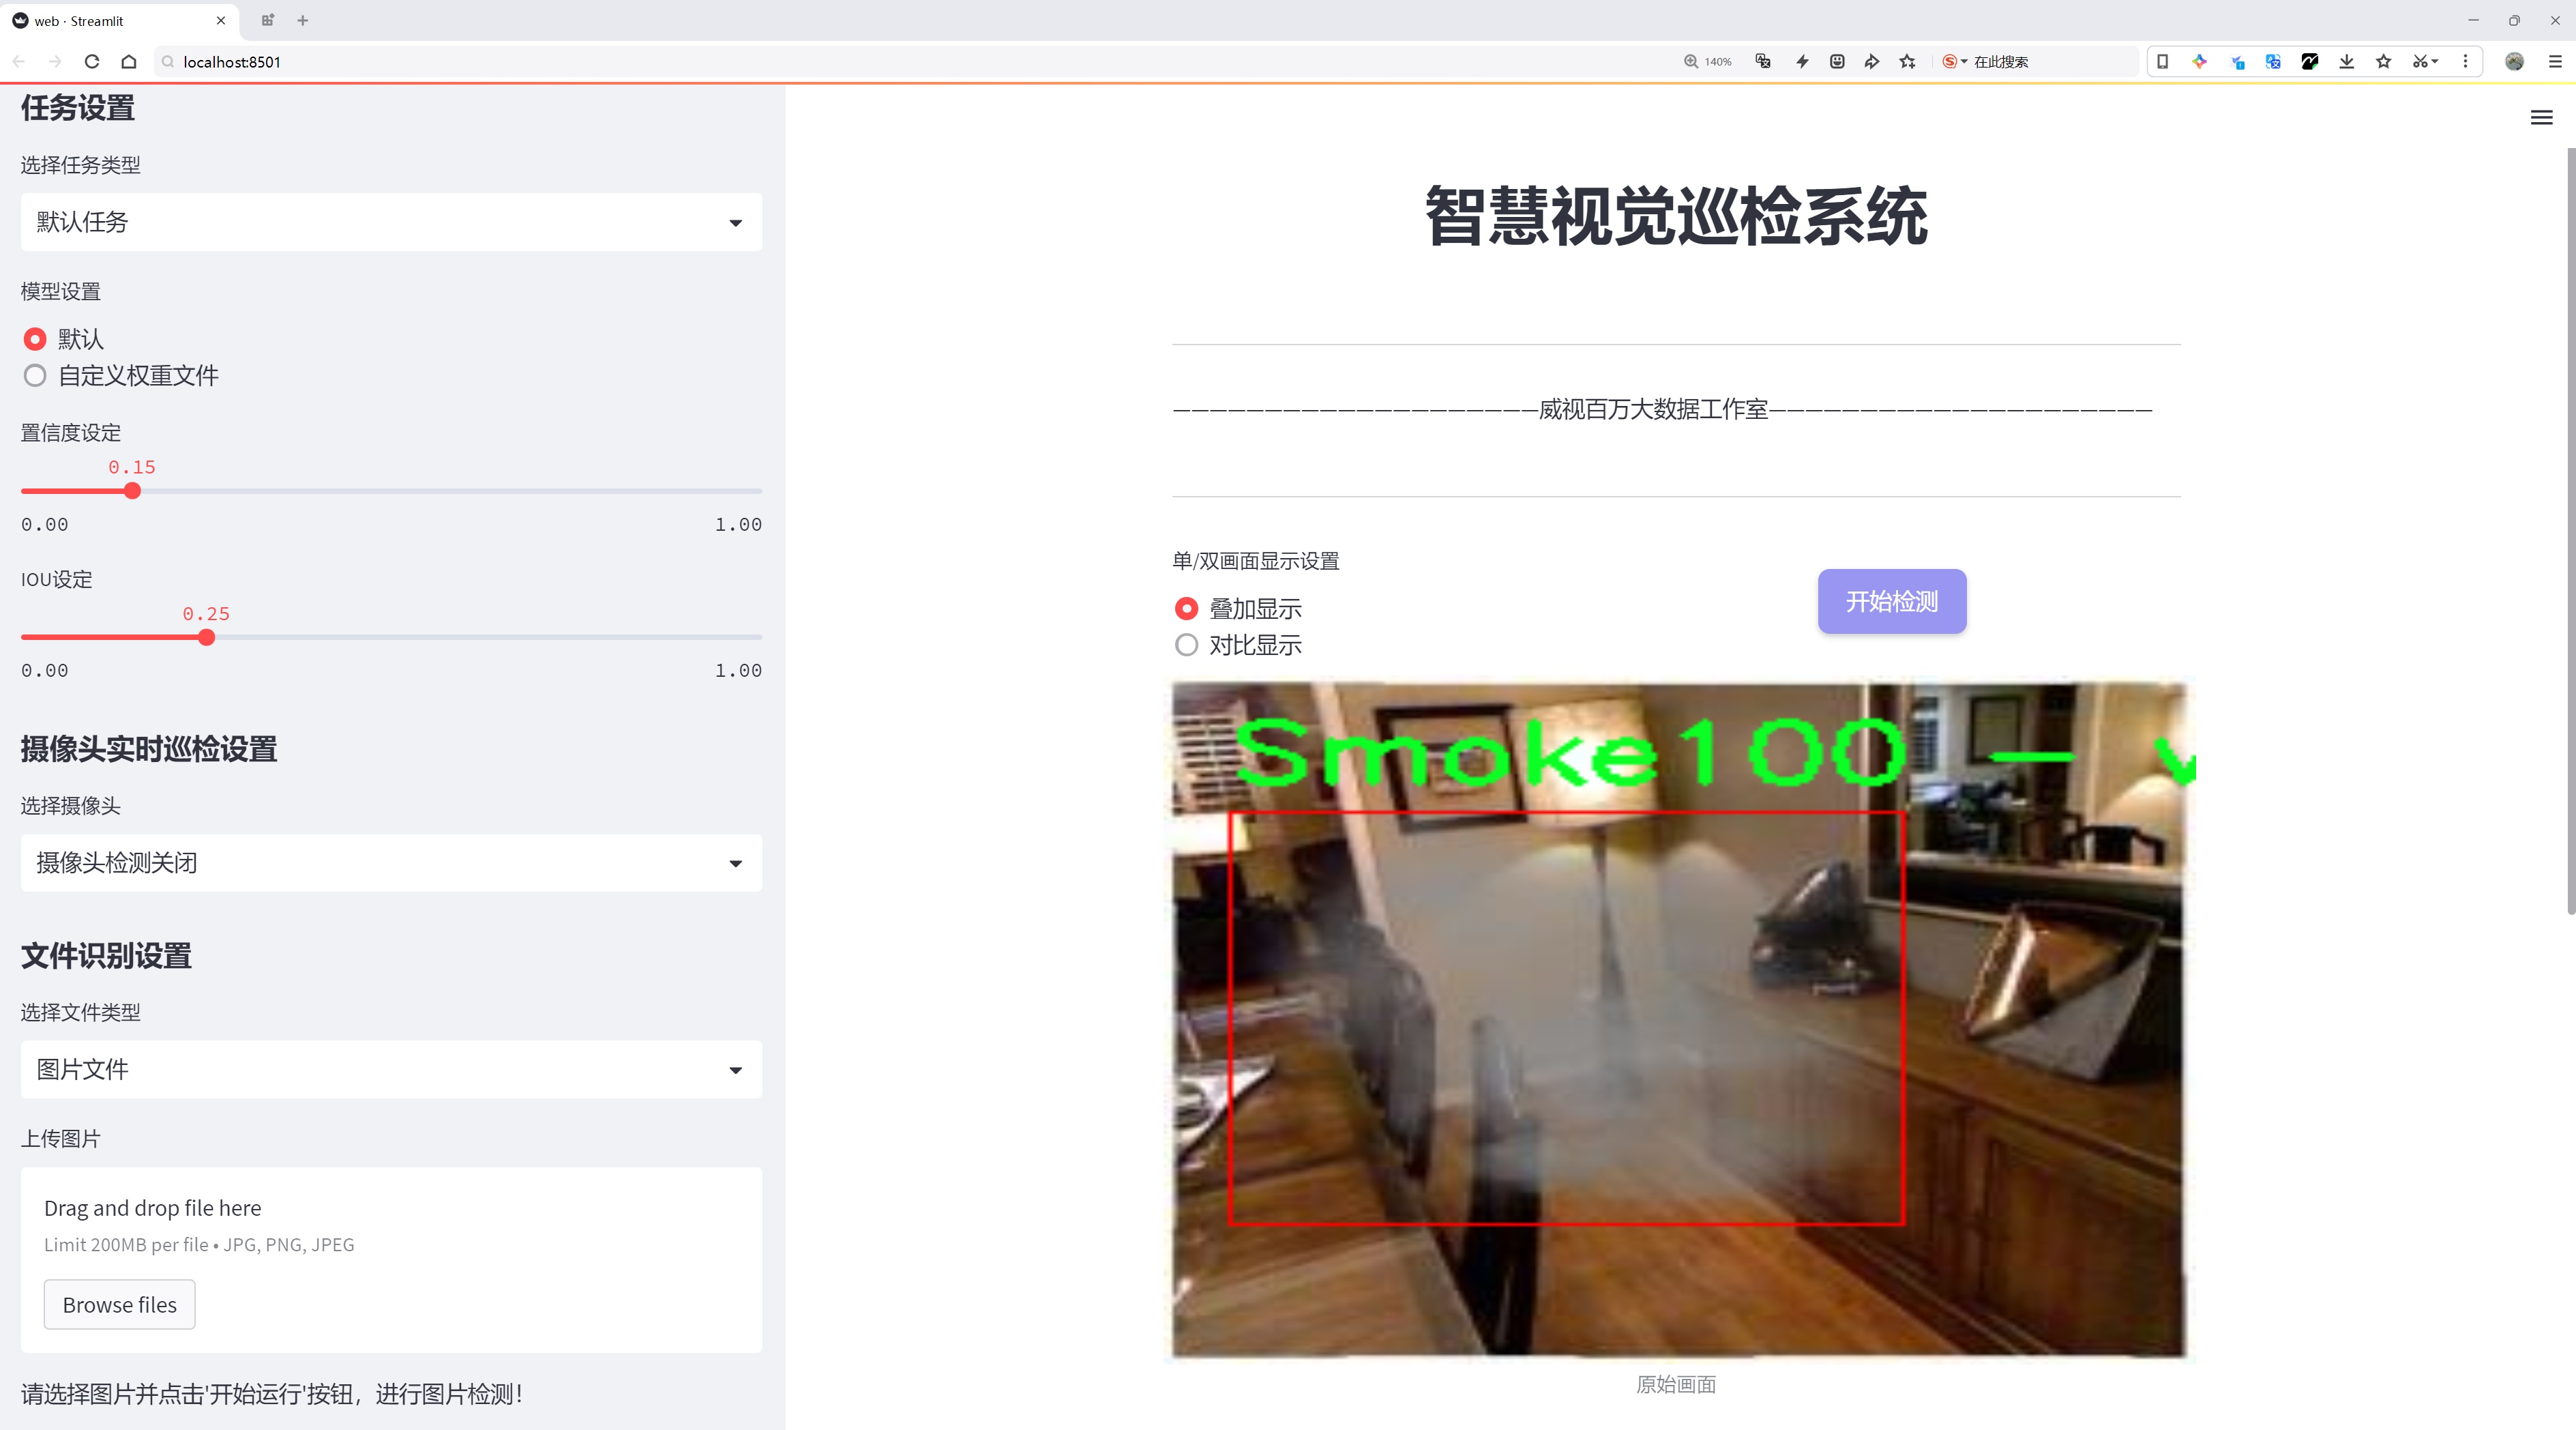 web · Streamlit
localhost:8501
140%
在此搜索
任务设置
选择任务类型
默认任务
模型设置
默认
自定义权重文件
置信度设定
0.15
0.00
1.00
IOU设定
0.25
0.00
1.00
摄像头实时巡检设置
选择摄像头
摄像头检测关闭
文件识别设置
选择文件类型
图片文件
上传图片
Drag and drop file here
Limit 200MB per file • JPG, PNG, JPEG
Browse files
请选择图片并点击'开始运行'按钮，进行图片检测！
智慧视觉巡检系统
————————————————————威视百万大数据工作室—————————————————————
单/双画面显示设置
叠加显示
对比显示
开始检测
Smoke100 – v
原始画面